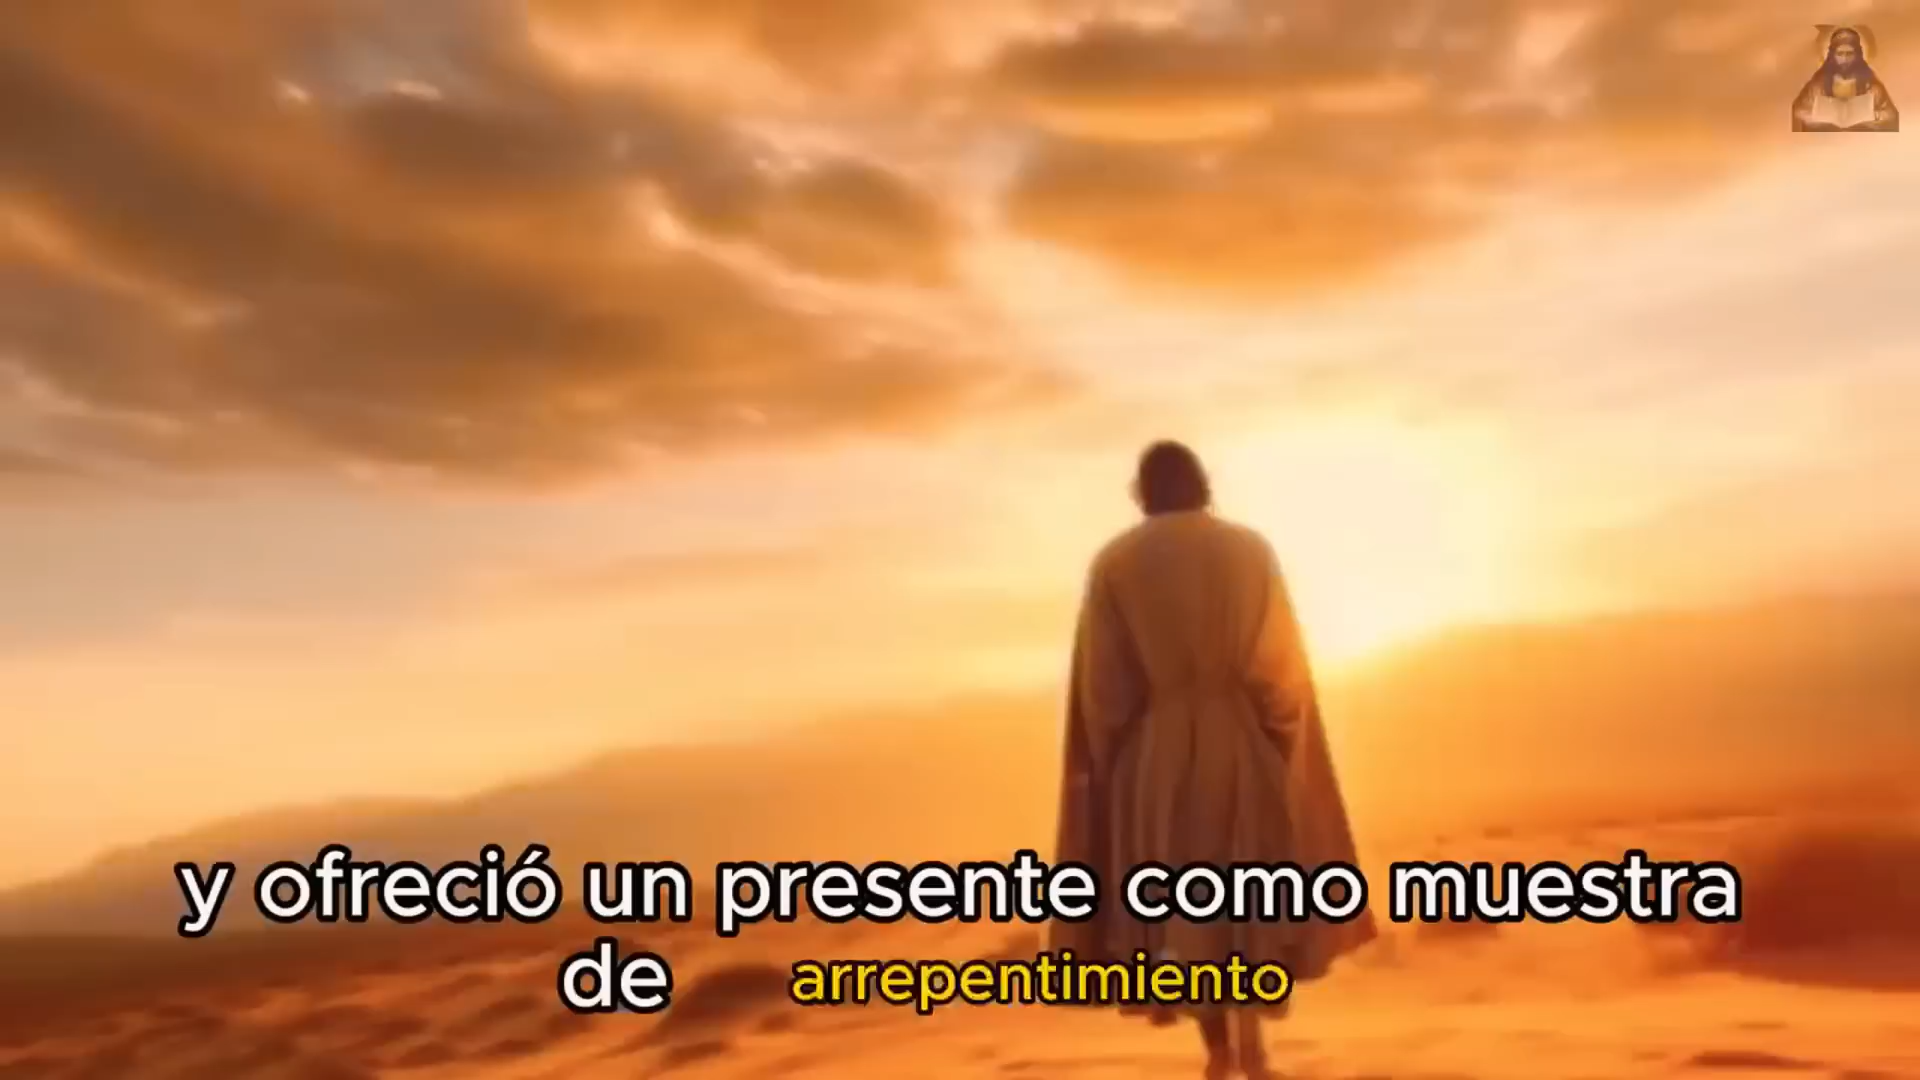 y ofreció un presente como muestra
de arrepentimiento